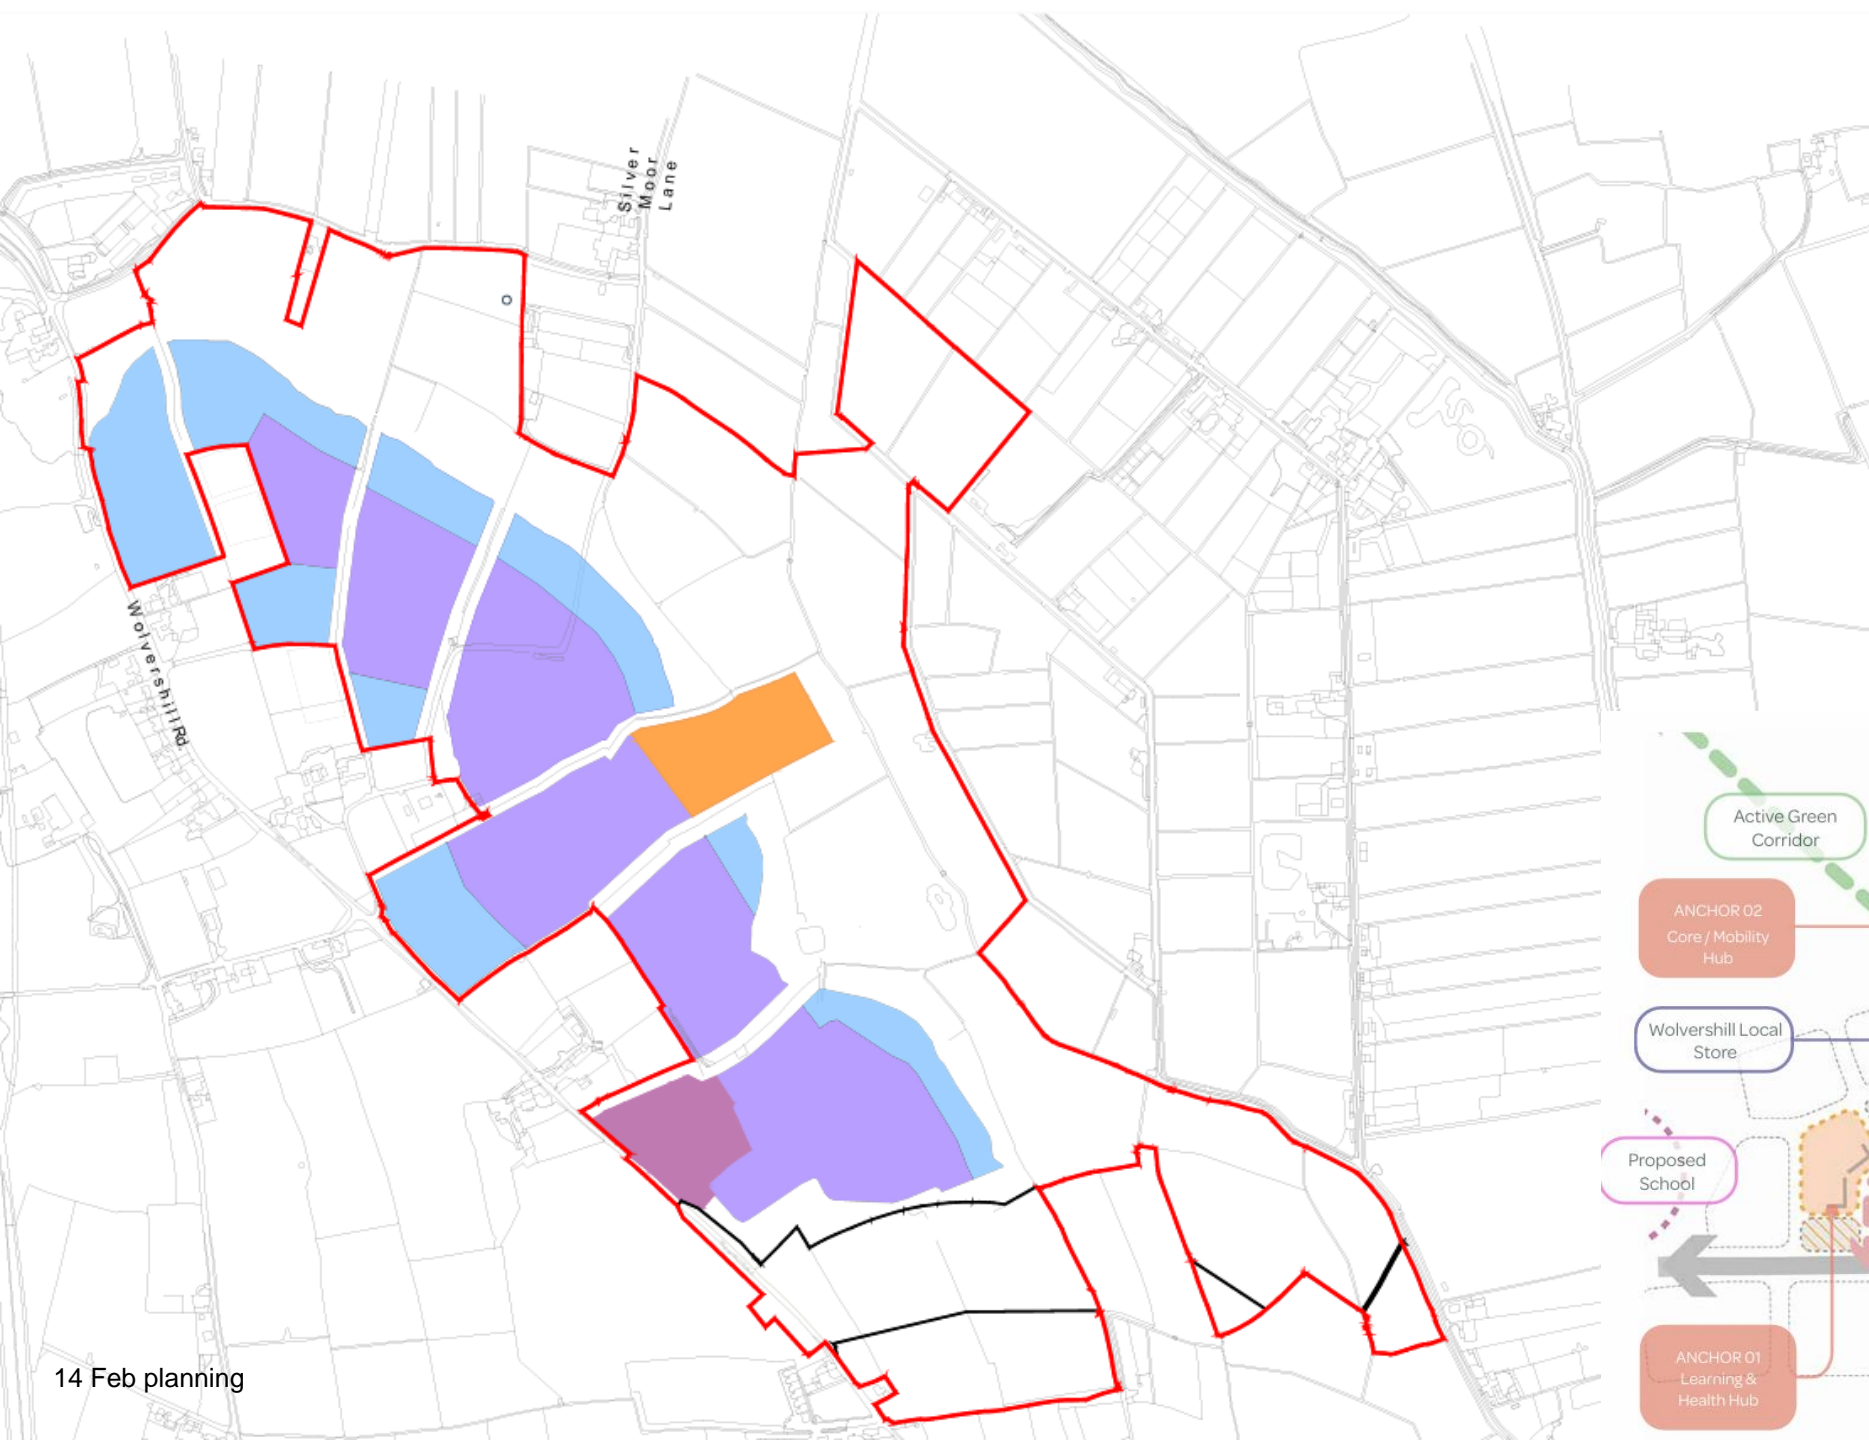 Silver
Moor
Lane
Wolvershill Rd.
Active Green
Corridor
ANCHOR 02
Core / Mobility
Hub
Wolvershill Local
Store
Proposed
School
ANCHOR 01
Learning &
Health Hub
14 Feb planning